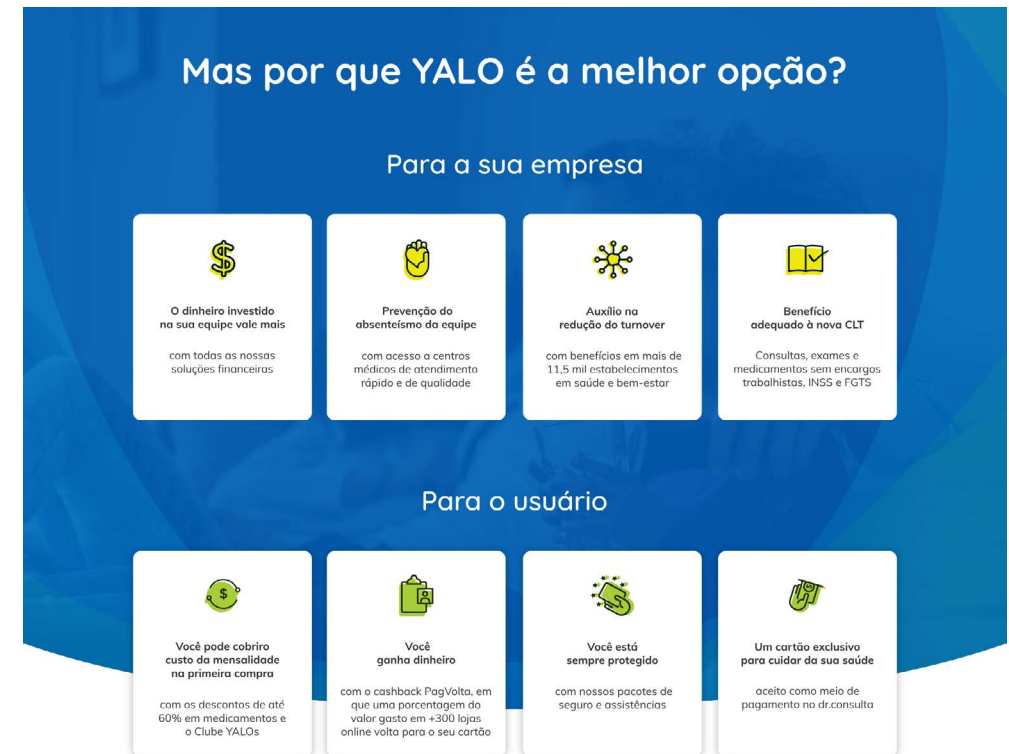 Mas por que YALO é a melhor opção?
Para a sua empresa
O dinheiro investido
na sua equipe vale mais
com todas as nossas
soluções financeiras
Prevenção do
absenteísmo da equipe
com acesso a centros
médicos de atendimento
rápido e de qualidade
Auxílio na
redução do turnover
com benefícios em mais de
11,5 mil estabelecimentos
em saúde e bem-estar
Benefício
adequado à nova CLT
Consultas, exames e
medicamentos sem encargos
trabalhistas, INSS e FGTS
Para o usuário
Você pode cobriro
custo da mensalidade
na primeira compra
com os descontos de até
60% em medicamentos e
o Clube YALOs
Você
ganha dinheiro
com o cashback PagVolta, em
que uma porcentagem do
valor gasto em +300 lojas
online volta para o seu cartão
Você está
sempre protegido
com nossos pacotes de
seguro e assistências
Um cartão exclusivo
para cuidar da sua saúde
aceito como meio de
pagamento no dr.consulta